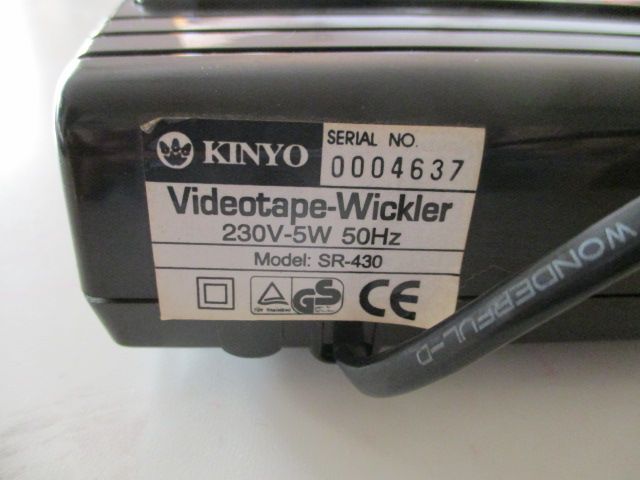 KINYO
SERIAL NO.
0004637
Videotape-Wickler
230V-5W 50Hz
Model: SR-430
GS
CE
WONDERFUL-D